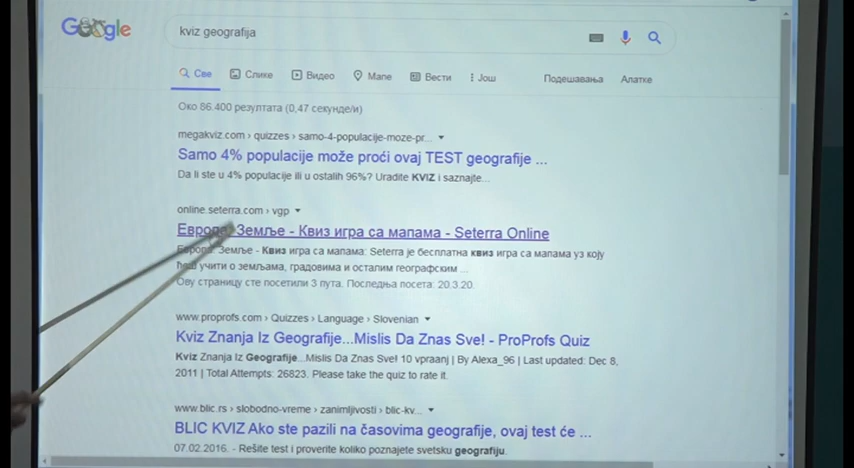 Google
kviz geografija
Све Слике Видео Мапе Вести Још Подешавања Алатке
Око 86.400 резултата (0,47 секунде/и)
megakviz.com › quizzes › samo-4-populacije-moze-pr...
Samo 4% populacije može proći ovaj TEST geografije ...
Da li ste u 4% populacije ili u ostalih 96%? Uradite KVIZ i saznajte...
online.seterra.com › vgp
Европа: Земље - Квиз игра са мапама - Seterra Online
Европа: Земље - Квиз игра са мапама: Seterra је бесплатна квиз игра са мапама уз коју
ћеш учити о земљама, градовима и осталим географским ...
Ову страницу сте посетили 3 пута. Последња посета: 20.3.20.
www.proprofs.com › Quizzes › Language › Slovenian
Kviz Znanja Iz Geografije...Mislis Da Znas Sve! - ProProfs Quiz
Kviz Znanja Iz Geografije...Mislis Da Znas Sve! 10 vpraanj | By Alexa_96 | Last updated: Dec 8,
2011 | Total Attempts: 26823. Please take the quiz to rate it.
www.blic.rs › slobodno-vreme › zanimljivosti › blic-kv...
BLIC KVIZ Ako ste pazili na časovima geografije, ovaj test će ...
07.02.2016. - Rešite test i proverite koliko poznajete svetsku geografiju.